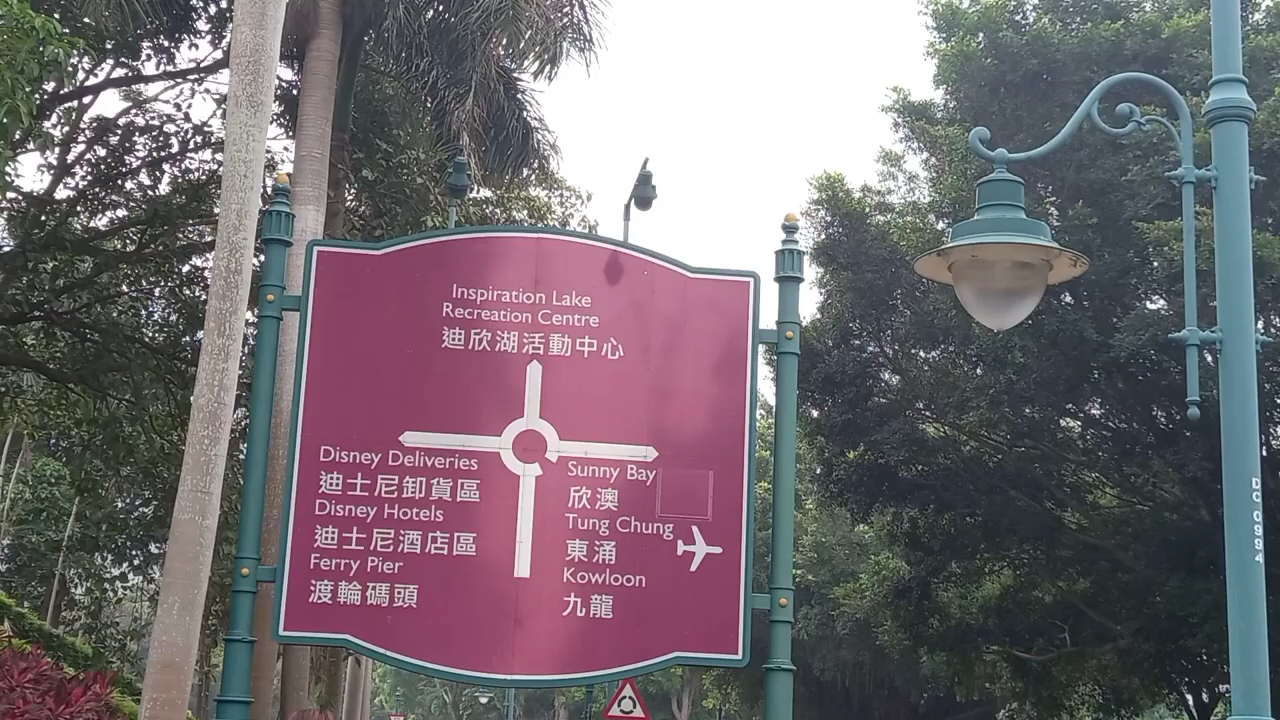 Inspiration Lake
Recreation Centre
迪欣湖活動中心
Disney Deliveries
迪士尼卸貨區
Disney Hotels
迪士尼酒店區
Ferry Pier
渡輪碼頭
Sunny Bay
欣澳
Tung Chung
東涌
Kowloon
九龍
DC0994